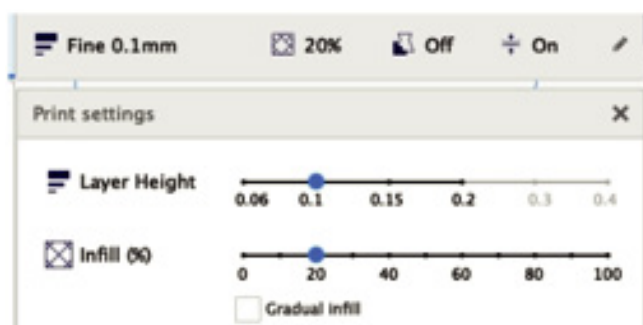 Fine 0.1mm 20% Off On
Print settings
Layer Height
0.06 0.1 0.15 0.2 0.3 0.4
Infill (%)
0 20 40 60 80 100
Gradual infill